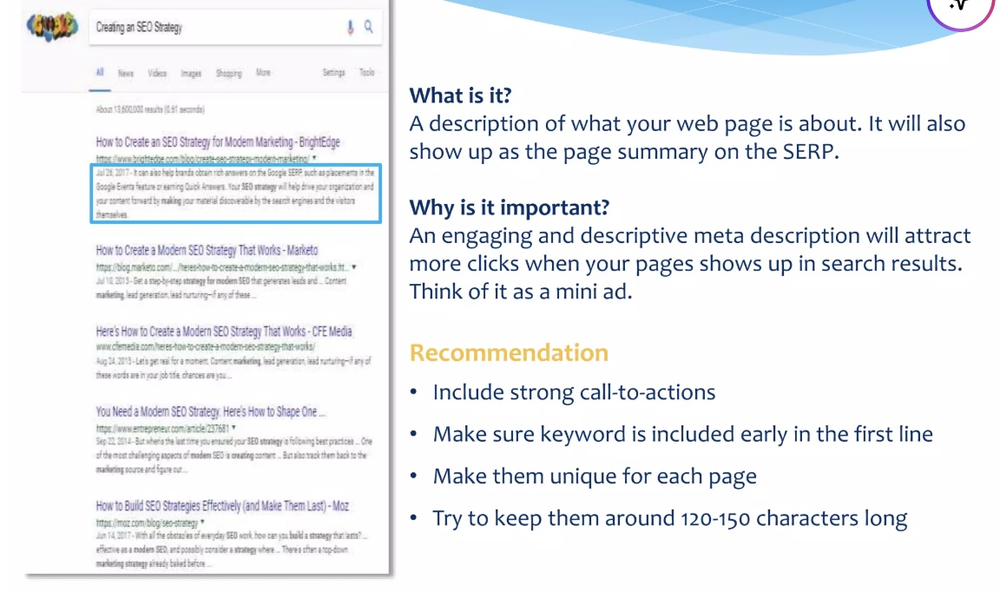 Creating an SEO Strategy
All News Videos Images Shopping More Settings Tools
About 13,600,000 results (0.61 seconds)
How to Create an SEO Strategy for Modern Marketing - BrightEdge
https://www.brightedge.com/blog/create-seo-strategy-modern-marketing/
Jul 26, 2017 - It can also help brands obtain rich answers on the Google SERP, such as placements in the
Google Events feature or earning Quick Answers. Your SEO strategy will help drive your organization and
your content forward by making your material discoverable by the search engines and the visitors
themselves.
How to Create a Modern SEO Strategy That Works - Marketo
https://blog.marketo.com/.../heres-how-to-create-a-modern-seo-strategy-that-works.ht...
Jul 10, 2015 - Get a step-by-step strategy for modern SEO that generates leads and ... Content
marketing, lead generation, lead nurturing—if any of these ...
Here's How to Create a Modern SEO Strategy That Works - CFE Media
www.cfemedia.com/heres-how-to-create-a-modern-seo-strategy-that-works/
Aug 24, 2015 - Let's get real for a moment. Content marketing, lead generation, lead nurturing—if any of
these words are in your job title, chances are you ...
You Need a Modern SEO Strategy. Here's How to Shape One ...
https://www.entrepreneur.com/article/237681
Sep 22, 2014 - But when's the last time you ensured your SEO strategy is following best practices ... One
of the most challenging aspects of modern SEO is creating content ... But also track them back to the
marketing source and figure out ...
How to Build SEO Strategies Effectively (and Make Them Last) - Moz
https://moz.com/blog/seo-strategy
Jun 14, 2017 - With all the obstacles of everyday SEO work, how can you build a strategy that lasts? ...
effective as a modern SEO, and possibly consider a strategy where ... There's often a top-down
marketing strategy already baked before ...
What is it?
A description of what your web page is about. It will also
show up as the page summary on the SERP.
Why is it important?
An engaging and descriptive meta description will attract
more clicks when your pages shows up in search results.
Think of it as a mini ad.
Recommendation
• Include strong call-to-actions
• Make sure keyword is included early in the first line
• Make them unique for each page
• Try to keep them around 120-150 characters long